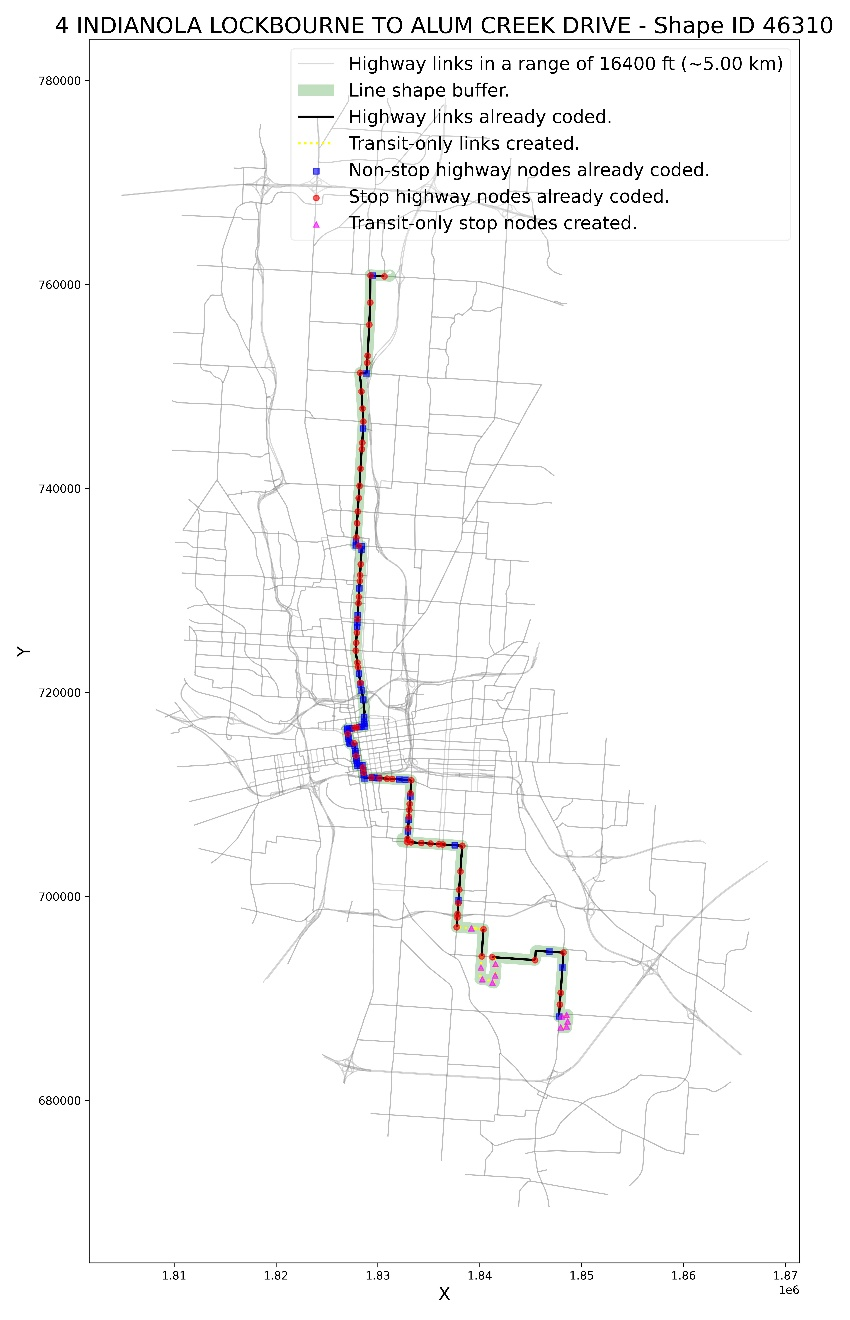 4 INDIANOLA LOCKBOURNE TO ALUM CREEK DRIVE - Shape ID 46310
Highway links in a range of 16400 ft (~5.00 km)
Line shape buffer.
Highway links already coded.
Transit-only links created.
Non-stop highway nodes already coded.
Stop highway nodes already coded.
Transit-only stop nodes created.
780000
760000
740000
720000
700000
680000
Y
1.81
1.82
1.83
1.84
1.85
1.86
1.87
1e6
X